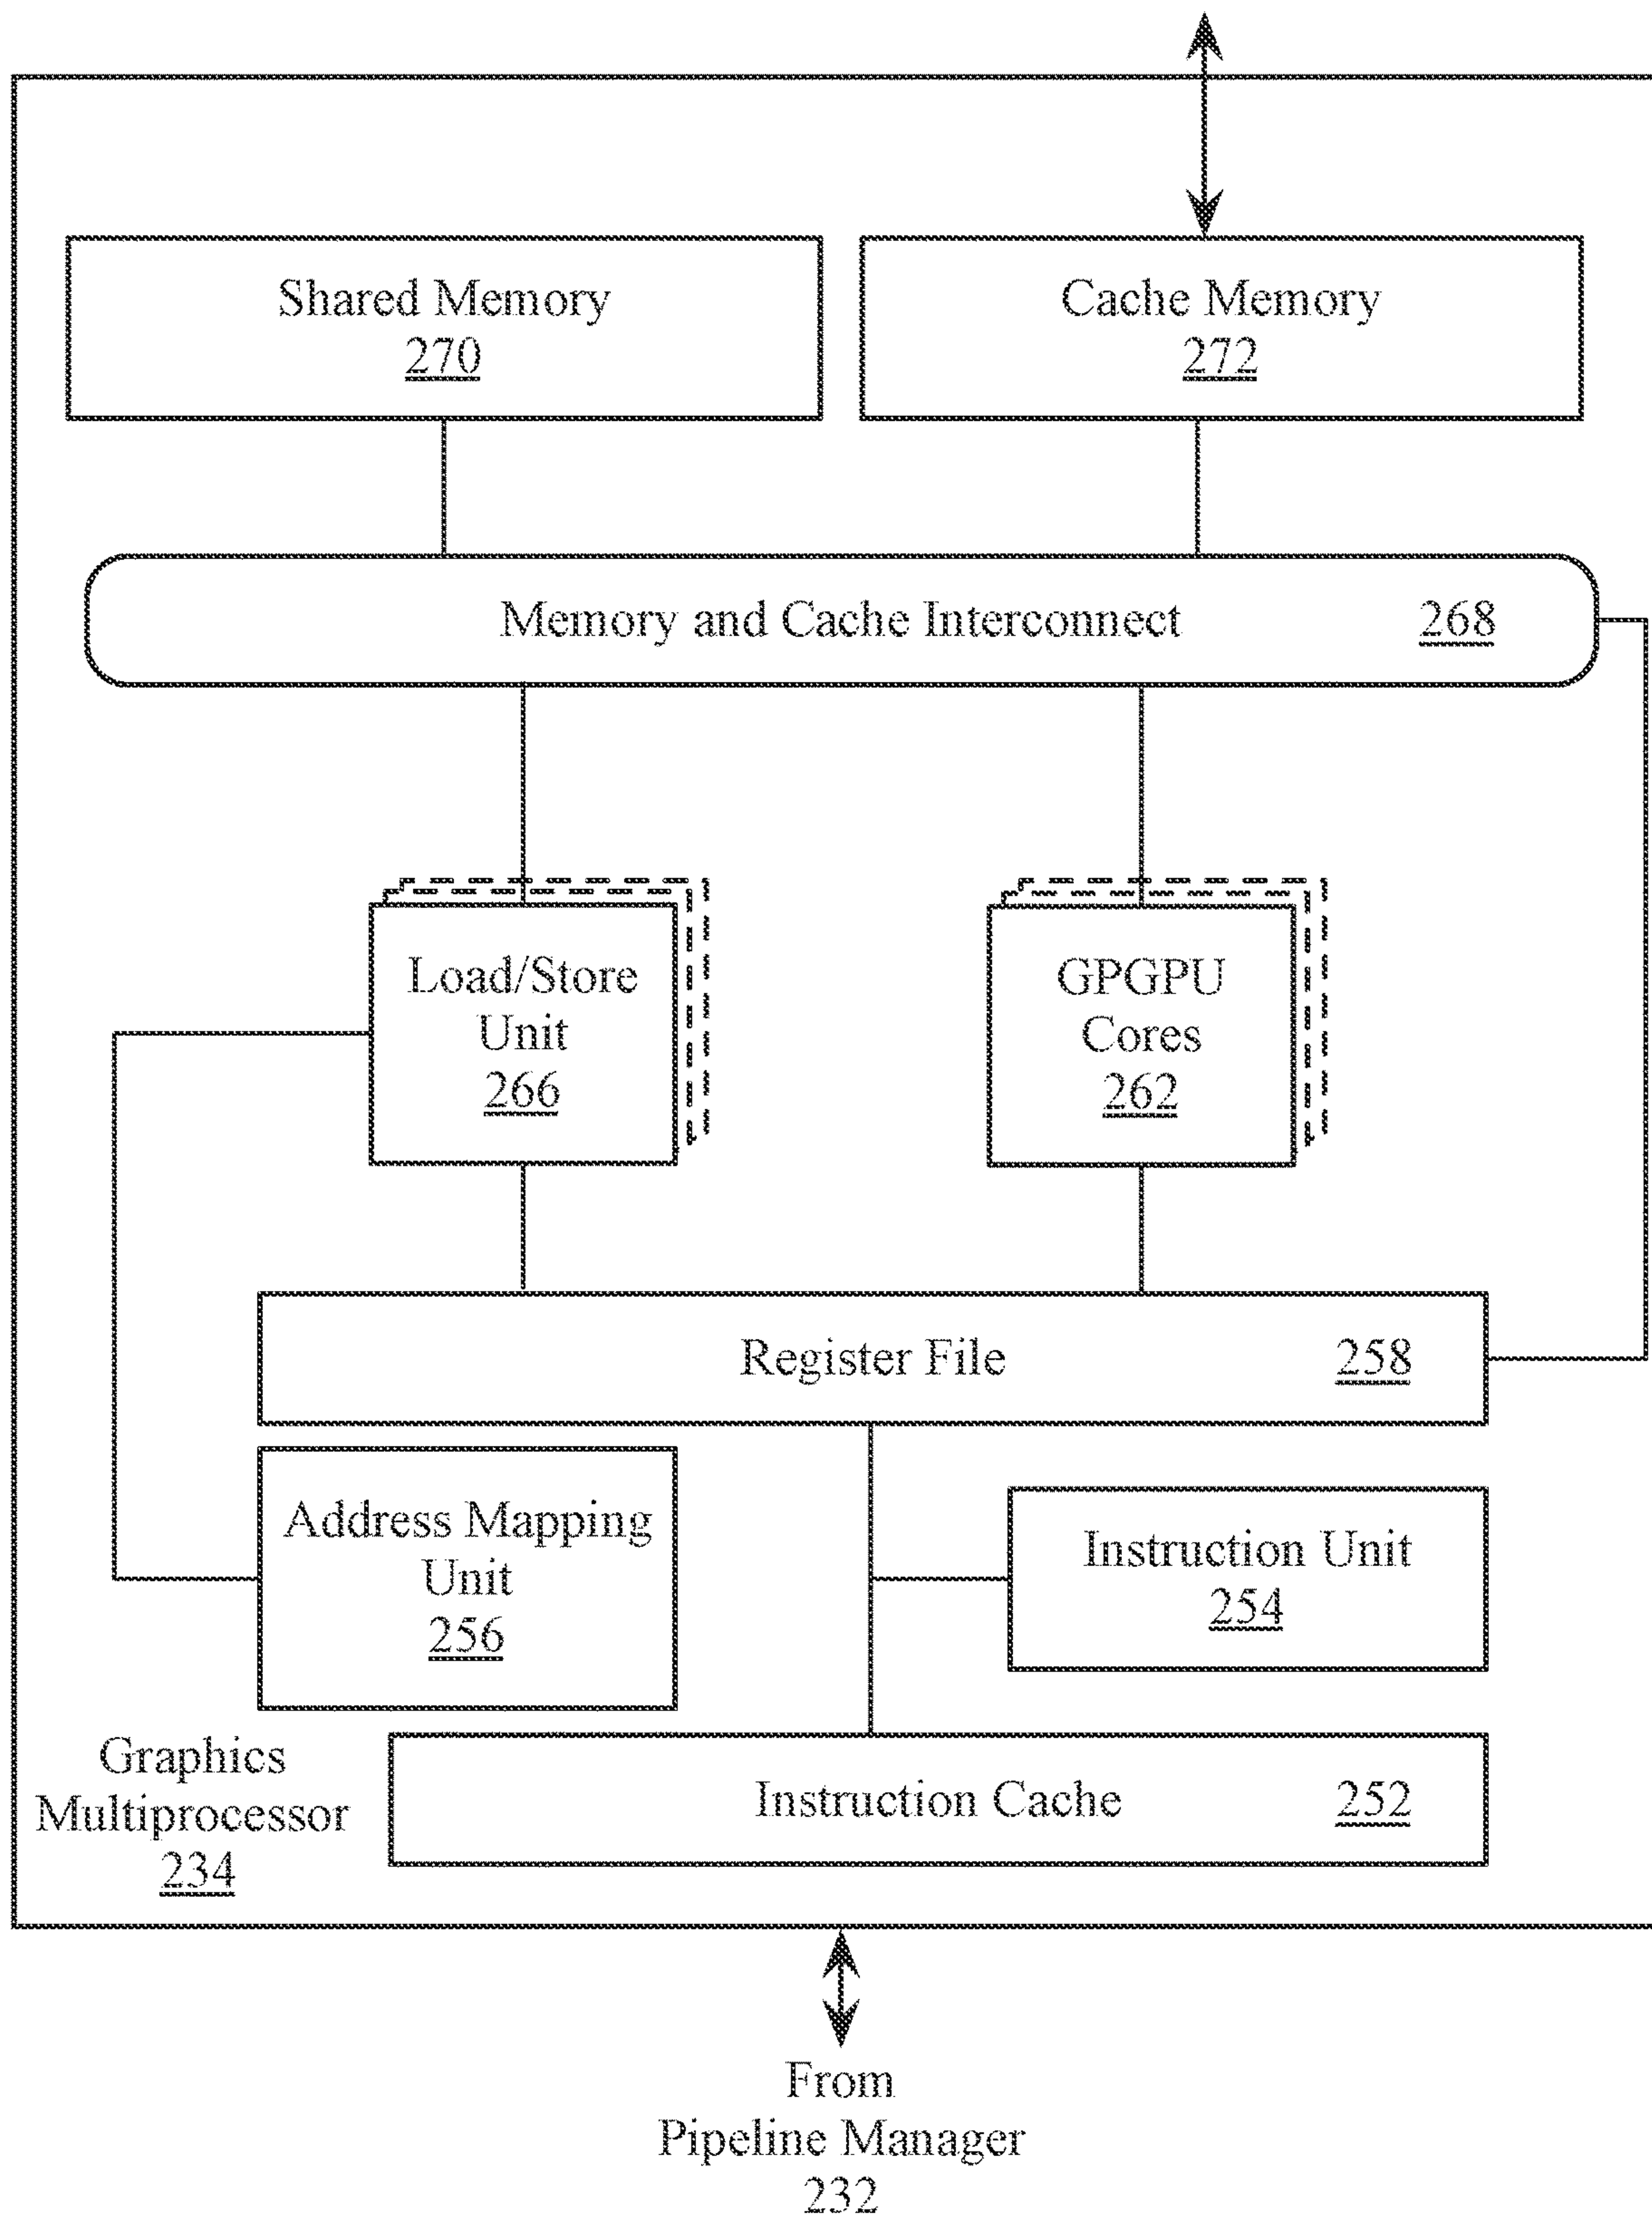 Shared Memory
270
Cache Memory
272
Memory and Cache Interconnect 268
Load/Store
Unit
266
GPGPU
Cores
262
Register File 258
Address Mapping
Unit
256
Instruction Unit
254
Graphics
Multiprocessor
234
Instruction Cache 252
From
Pipeline Manager
232